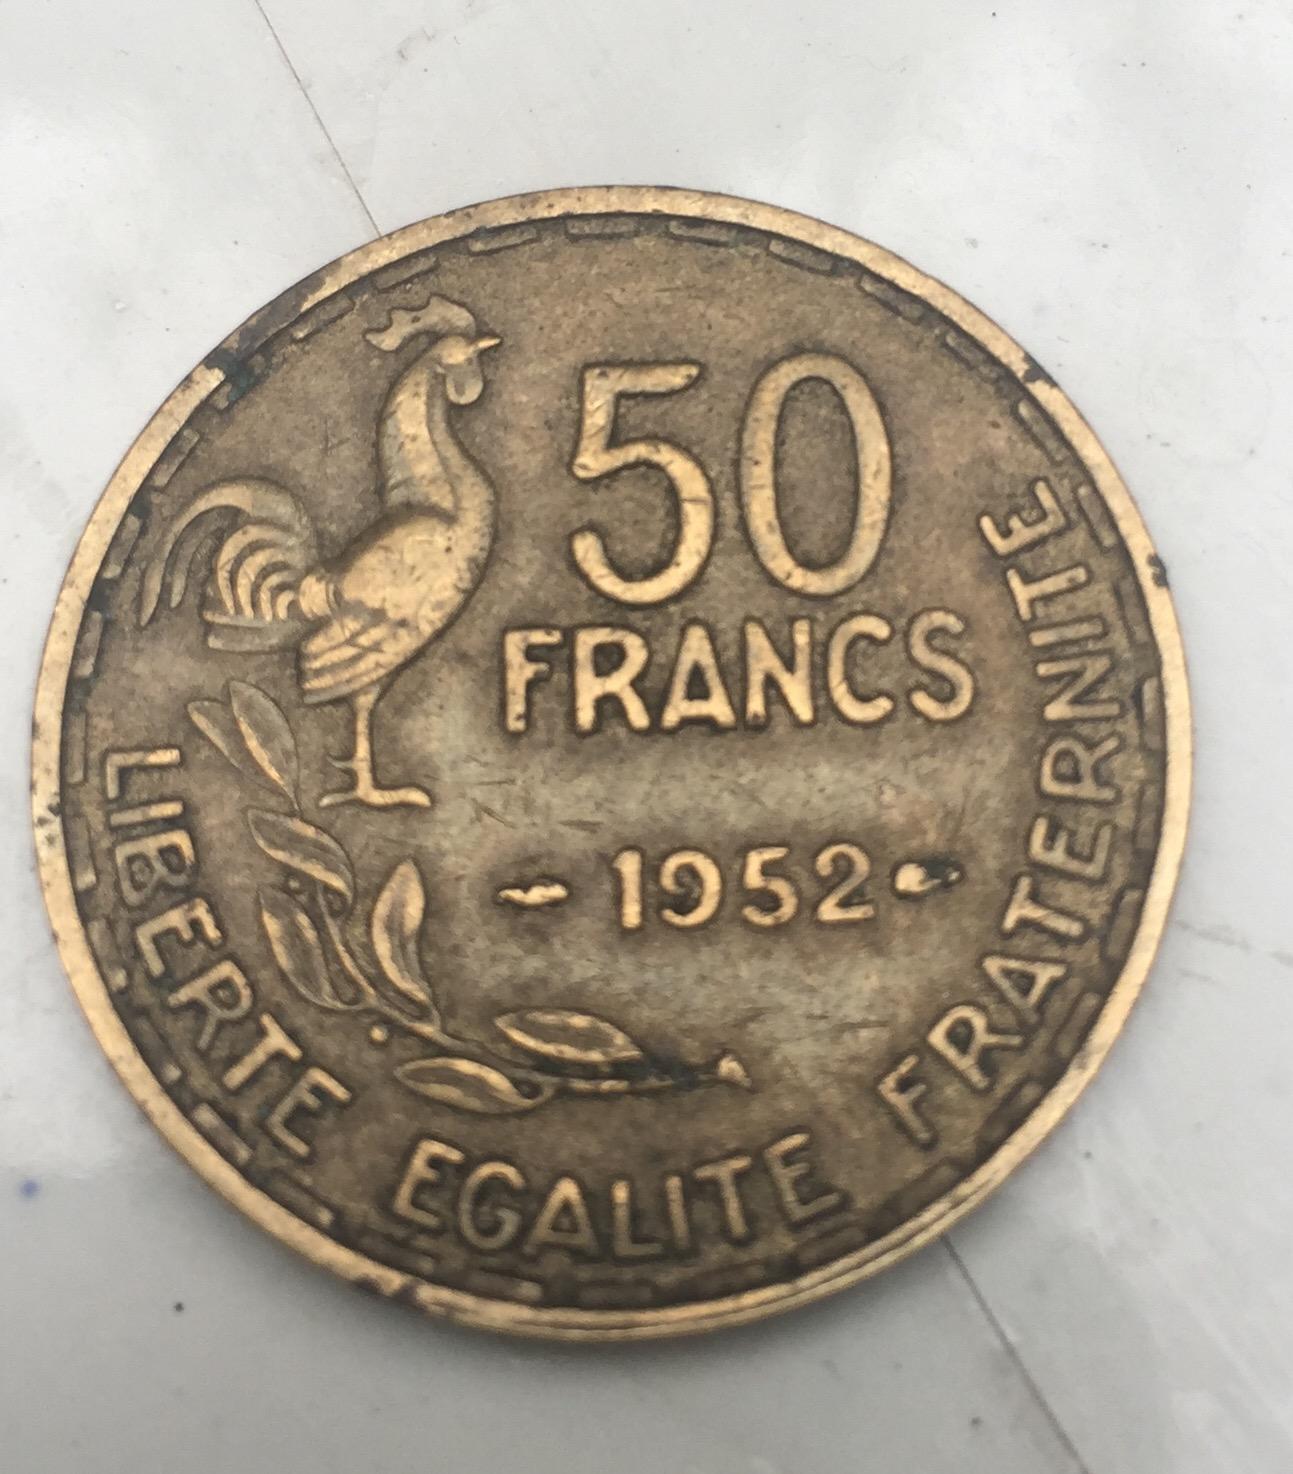 50
FRANCS
- 1952 -
LIBERTE EGALITE FRATERNITE